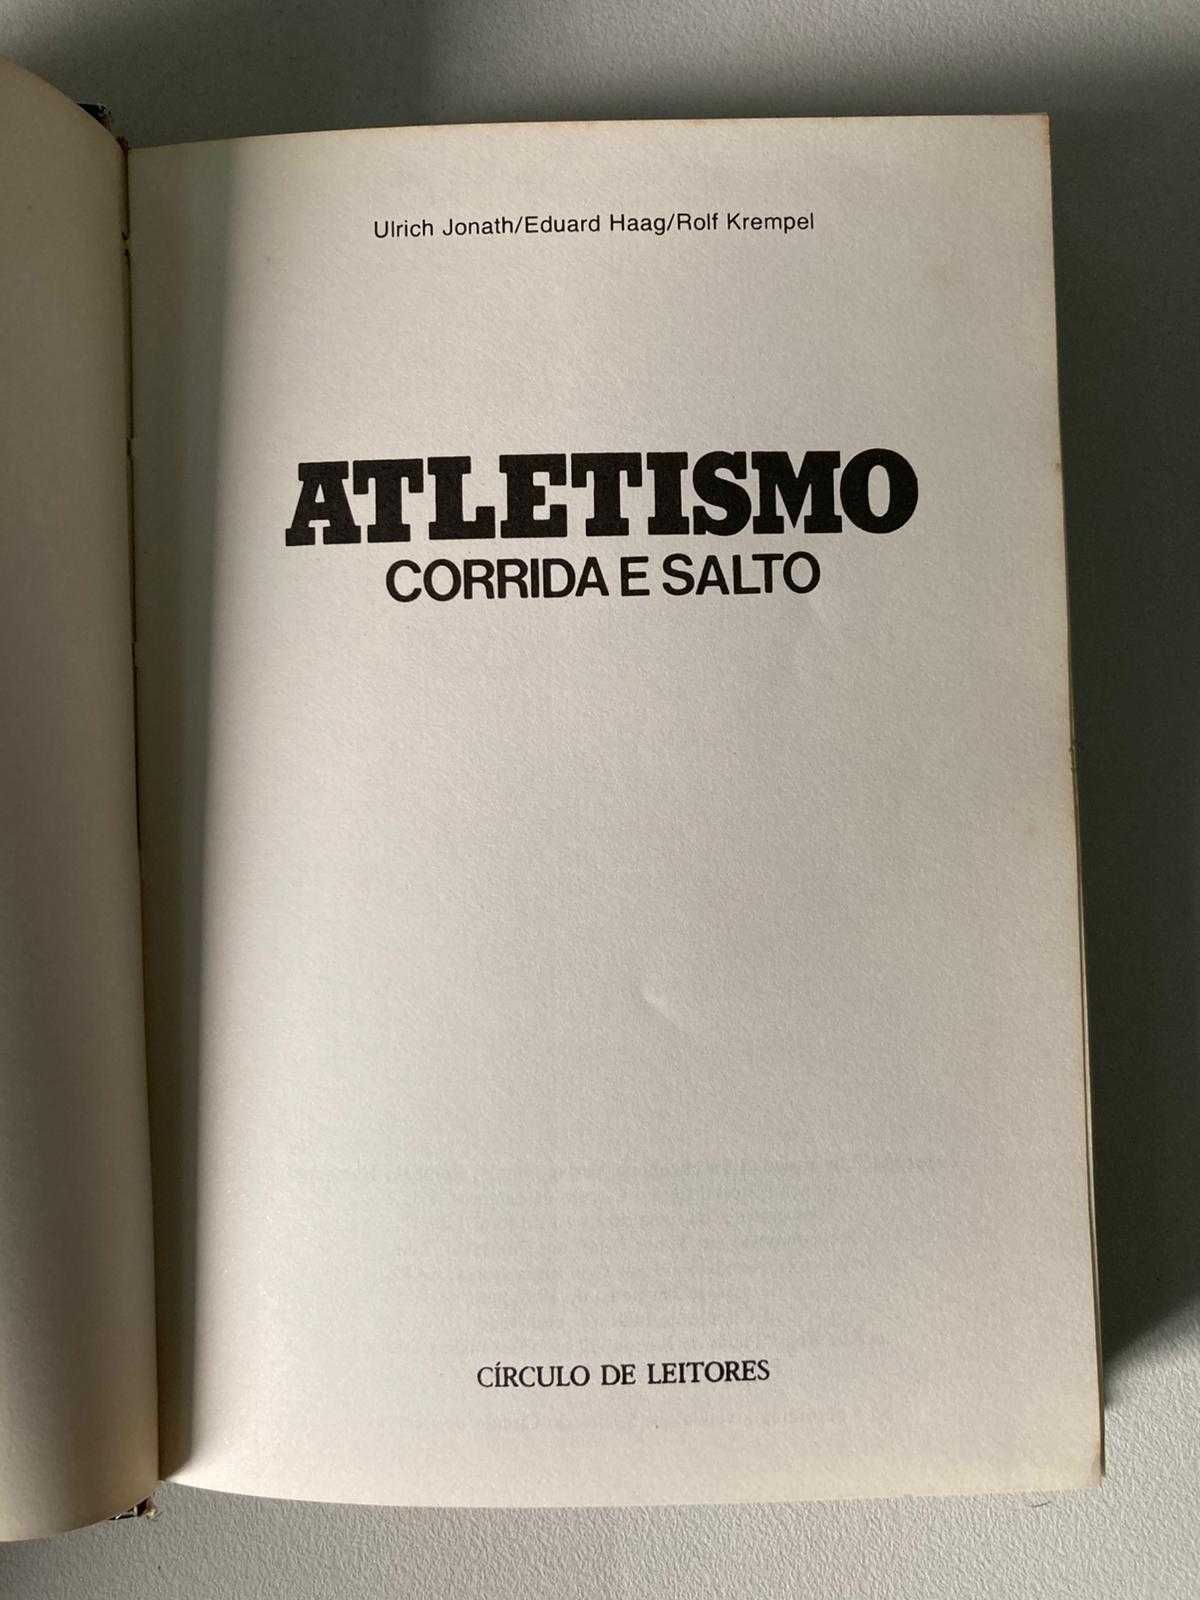 Ulrich Jonath/Eduard Haag/Rolf Krempel
ATLETISMO
CORRIDA E SALTO
CÍRCULO DE LEITORES